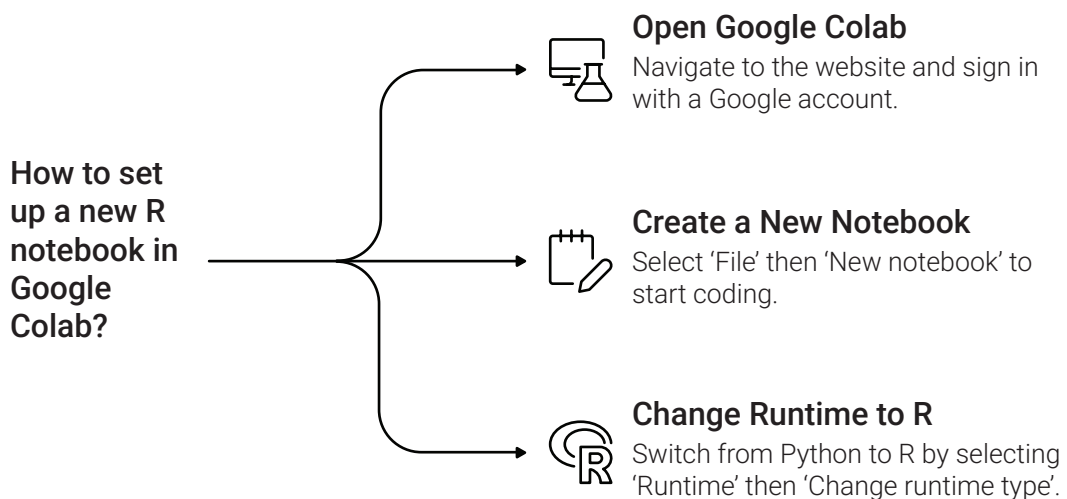 How to set
up a new R
notebook in
Google
Colab?
Open Google Colab
Navigate to the website and sign in
with a Google account.
Create a New Notebook
Select ‘File’ then ‘New notebook’ to
start coding.
R
Change Runtime to R
Switch from Python to R by selecting
‘Runtime’ then ‘Change runtime type’.